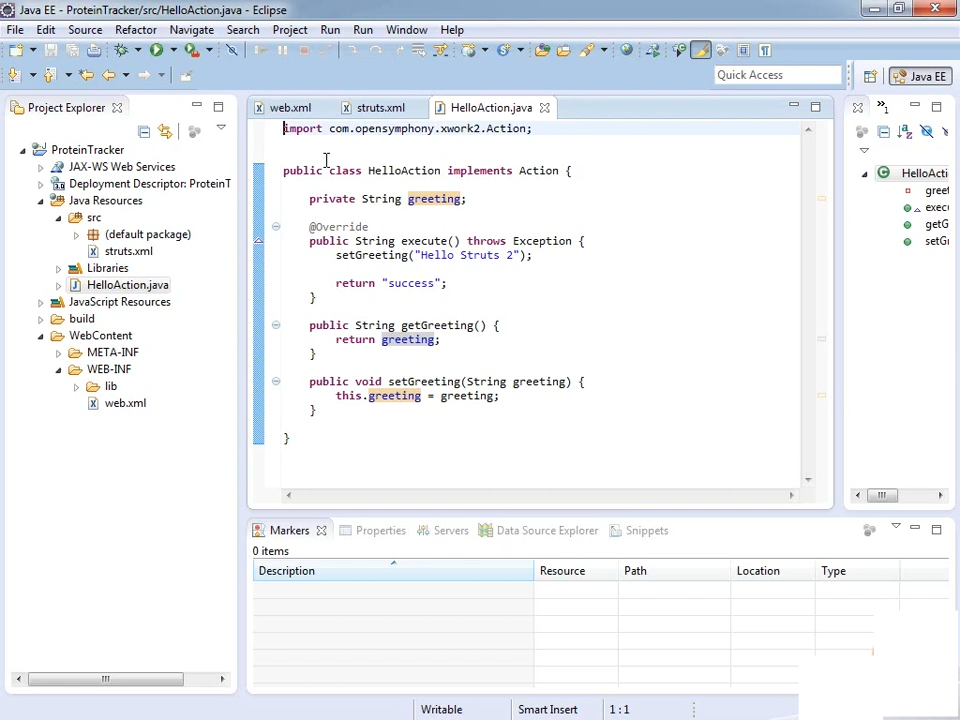 Java EE - ProteinTracker/src/HelloAction.java - Eclipse
File Edit Source Refactor Navigate Search Project Run Run Window Help
Quick Access
Java EE
Project Explorer
ProteinTracker
JAX-WS Web Services
Deployment Descriptor: ProteinT
Java Resources
src
(default package)
struts.xml
Libraries
HelloAction.java
JavaScript Resources
build
WebContent
META-INF
WEB-INF
lib
web.xml
web.xml struts.xml HelloAction.java
import com.opensymphony.xwork2.Action;
public class HelloAction implements Action {
private String greeting;
@Override
public String execute() throws Exception {
setGreeting("Hello Struts 2");
return "success";
}
public String getGreeting() {
return greeting;
}
public void setGreeting(String greeting) {
this.greeting = greeting;
}
}
HelloActi
greet
exec
getG
setG
Markers Properties Servers Data Source Explorer Snippets
0 items
Description Resource Path Location Type
Writable Smart Insert 1 : 1